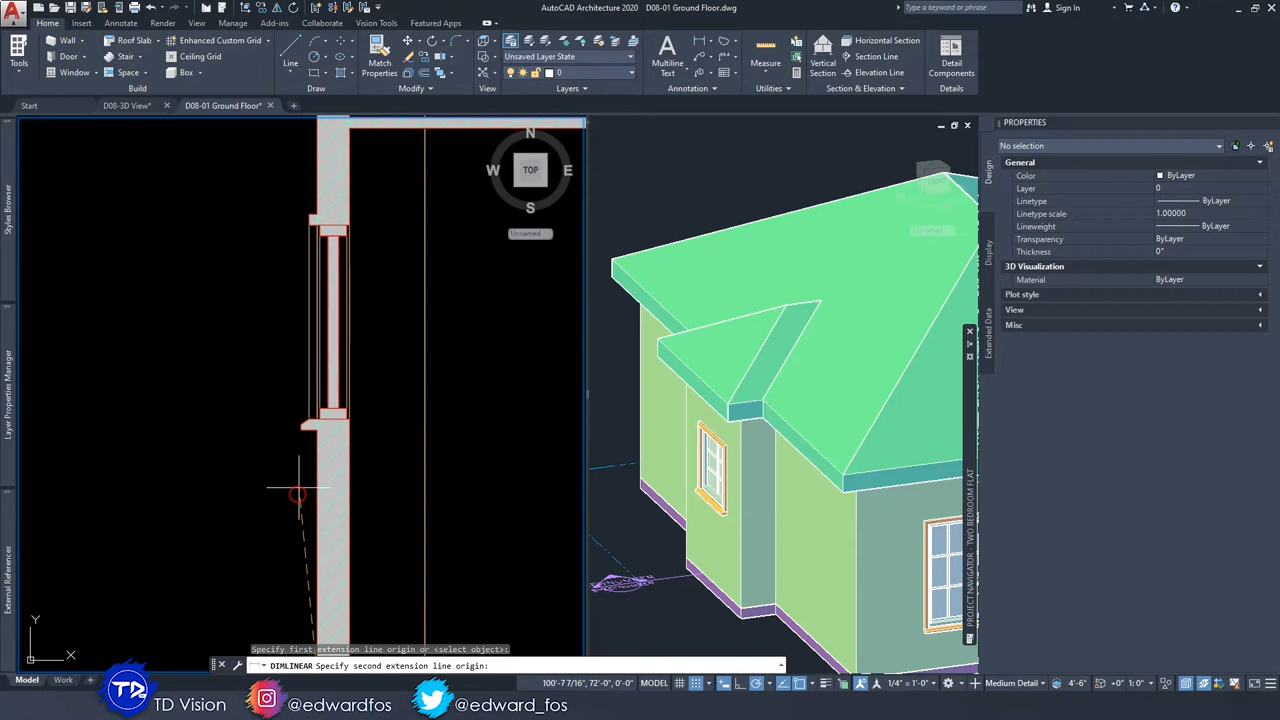 AutoCAD Architecture 2020 D08-01 Ground Floor.dwg
Type a keyword or phrase
Sign In
Home Insert Annotate Render View Manage Add-ins Collaborate Vision Tools Featured Apps
Tools
Wall
Door
Window
Roof Slab
Stair
Space
Enhanced Custom Grid
Ceiling Grid
Box
Build
Line
Draw
Match
Properties
Modify
View
Unsaved Layer State
0
Layers
Multiline
Text
Annotation
Measure
Utilities
Vertical
Section
Horizontal Section
Section Line
Elevation Line
Section & Elevation
Detail
Components
Details
Start D08-3D View* D08-01 Ground Floor*
N
W TOP E
S
Unnamed
Styles Browser
Layer Properties Manager
External References
Y
X
PROJECT NAVIGATOR - TWO BEDROOM FLAT
PROPERTIES
No selection
Design
Display
Extended Data
General
Color ByLayer
Layer 0
Linetype ByLayer
Linetype scale 1.00000
Lineweight ByLayer
Transparency ByLayer
Thickness 0"
3D Visualization
Material ByLayer
Plot style
View
Misc
Specify first extension line origin or <select object>:
DIMLINEAR Specify second extension line origin:
Model Work +
100'-7 7/16", 72'-0", 0'-0" MODEL 1/4" = 1'-0" Medium Detail 4'-6" +0" 1:0"
TD TD Vision @edwardfos @edward_fos